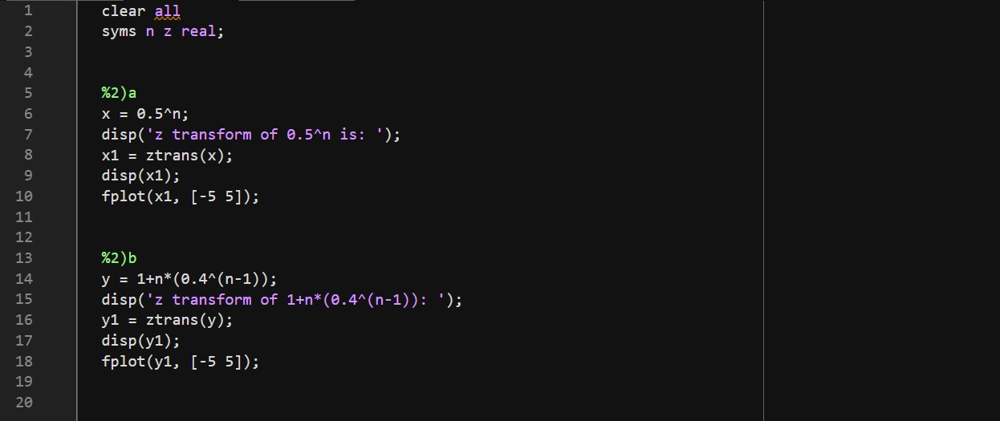 1 clear all
2 syms n z real;
3
4
5 %2)a
6 x = 0.5^n;
7 disp('z transform of 0.5^n is: ');
8 x1 = ztrans(x);
9 disp(x1);
10 fplot(x1, [-5 5]);
11
12
13 %2)b
14 y = 1+n*(0.4^(n-1));
15 disp('z transform of 1+n*(0.4^(n-1)): ');
16 y1 = ztrans(y);
17 disp(y1);
18 fplot(y1, [-5 5]);
19
20